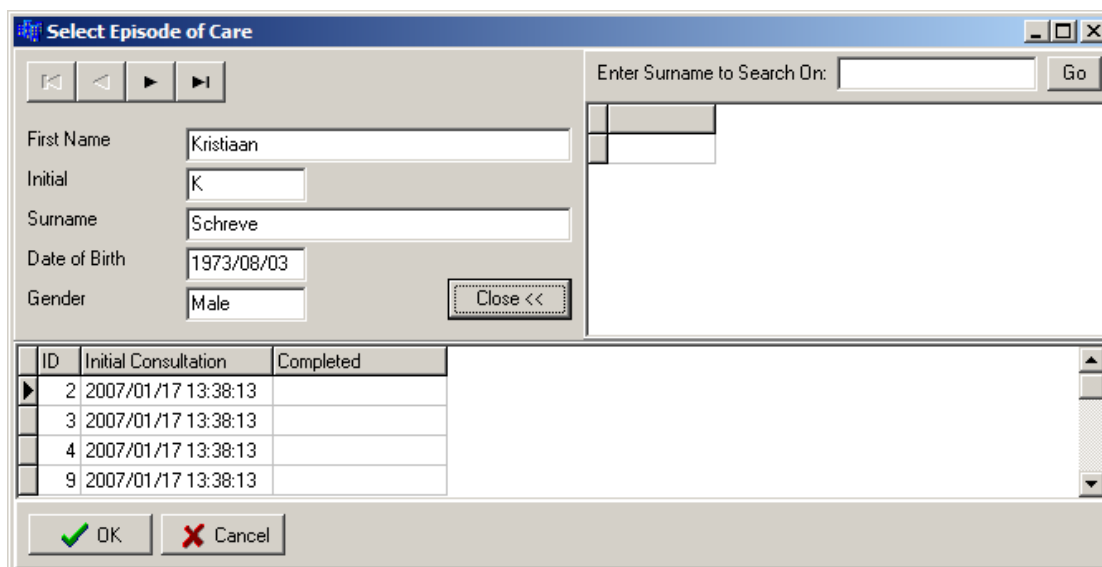 Select Episode of Care
Enter Surname to Search On: Go
First Name Kristiaan
Initial K
Surname Schreve
Date of Birth 1973/08/03
Gender Male
Close <<
ID Initial Consultation Completed
2 2007/01/17 13:38:13
3 2007/01/17 13:38:13
4 2007/01/17 13:38:13
9 2007/01/17 13:38:13
OK Cancel